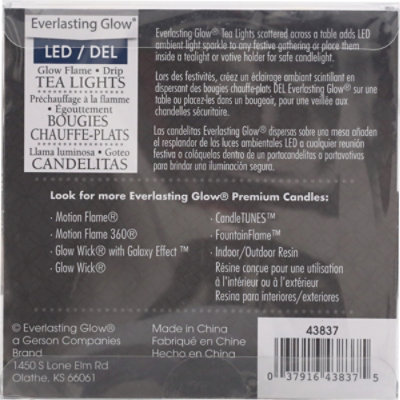 Everlasting Glow®
LED / DEL
Glow Flame • Drip
TEA LIGHTS
Préchauffage à la flamme
• Égouttement
BOUGIES
CHAUFFE-PLATS
Llama luminosa • Goteo
CANDELITAS
Everlasting Glow® Tea Lights scattered across a table adds LED
ambient light sparkle to any festive gathering or place them
inside a tealight or votive holder for safe candlelight.
Lors des festivités, créez un éclairage ambiant scintillant en
dispersant des bougies chauffe-plats DEL Everlasting Glow® sur une
table ou placez-les dans un bougeoir, pour une veillée aux
chandelles sécuritaire.
Las candelitas Everlasting Glow® dispersas sobre una mesa añaden
el resplandor de las luces ambientales LED a cualquier reunión
festiva o colóquelas dentro de un portacandelitas o portavotivas
para brindar una iluminación segura.
Look for more Everlasting Glow® Premium Candles:
• Motion Flame®
• Motion Flame 360®
• Glow Wick® with Galaxy Effect™
• Glow Wick®
• CandleTUNES™
• FountainFlame™
• Indoor/Outdoor Resin
Résine conçue pour une utilisation
à l'intérieur ou à l'extérieur
Resina para interiores/exteriores
© Everlasting Glow®
a Gerson Companies
Brand
1450 S Lone Elm Rd
Olathe, KS 66061
Made in China
Fabriqué en Chine
Hecho en China
43837
0 37916 43837 5